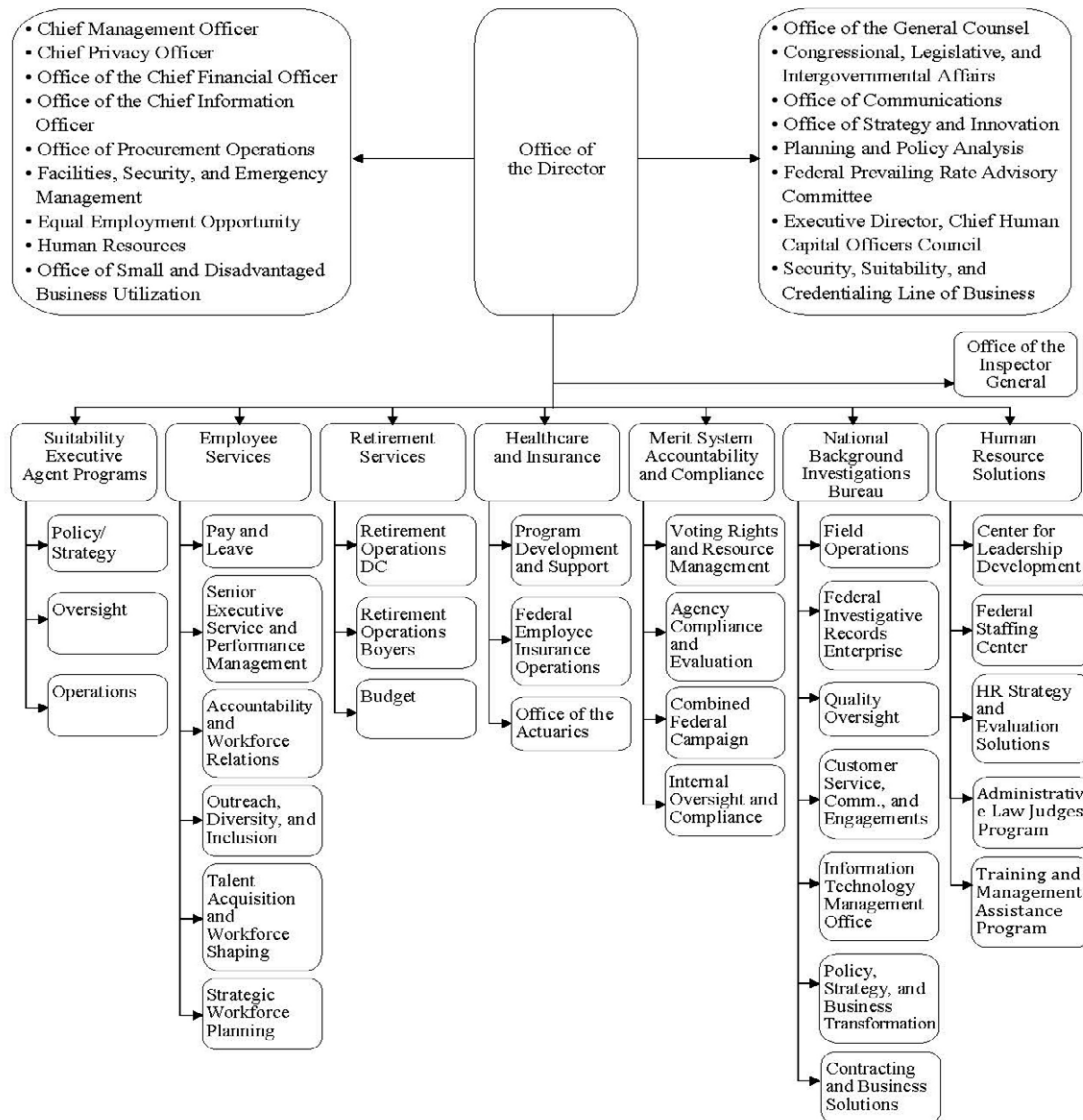 • Chief Management Officer
• Chief Privacy Officer
• Office of the Chief Financial Officer
• Office of the Chief Information
Officer
• Office of Procurement Operations
• Facilities, Security, and Emergency
Management
• Equal Employment Opportunity
• Human Resources
• Office of Small and Disadvantaged
Business Utilization
Office of
the Director
• Office of the General Counsel
• Congressional, Legislative, and
Intergovernmental Affairs
• Office of Communications
• Office of Strategy and Innovation
• Planning and Policy Analysis
• Federal Prevailing Rate Advisory
Committee
• Executive Director, Chief Human
Capital Officers Council
• Security, Suitability, and
Credentialing Line of Business
Office of the
Inspector
General
Suitability
Executive
Agent Programs
Policy/
Strategy
Oversight
Operations
Employee
Services
Pay and
Leave
Senior
Executive
Service and
Performance
Management
Accountability
and
Workforce
Relations
Outreach,
Diversity, and
Inclusion
Talent
Acquisition
and
Workforce
Shaping
Strategic
Workforce
Planning
Retirement
Services
Retirement
Operations
DC
Retirement
Operations
Boyers
Budget
Healthcare
and Insurance
Program
Development
and Support
Federal
Employee
Insurance
Operations
Office of the
Actuarics
Merit System
Accountability
and Compliance
Voting Rights
and Resource
Management
Agency
Compliance
and
Evaluation
Combined
Federal
Campaign
Internal
Oversight and
Compliance
National
Background
Investigations
Bureau
Field
Operations
Federal
Investigative
Records
Enterprise
Quality
Oversight
Customer
Service,
Comm., and
Engagements
Information
Technology
Management
Office
Policy,
Strategy, and
Business
Transformation
Contracting
and Business
Solutions
Human
Resource
Solutions
Center for
Leadership
Development
Federal
Staffing
Center
HR Strategy
and
Evaluation
Solutions
Administrativ
e Law Judges
Program
Training and
Management
Assistance
Program